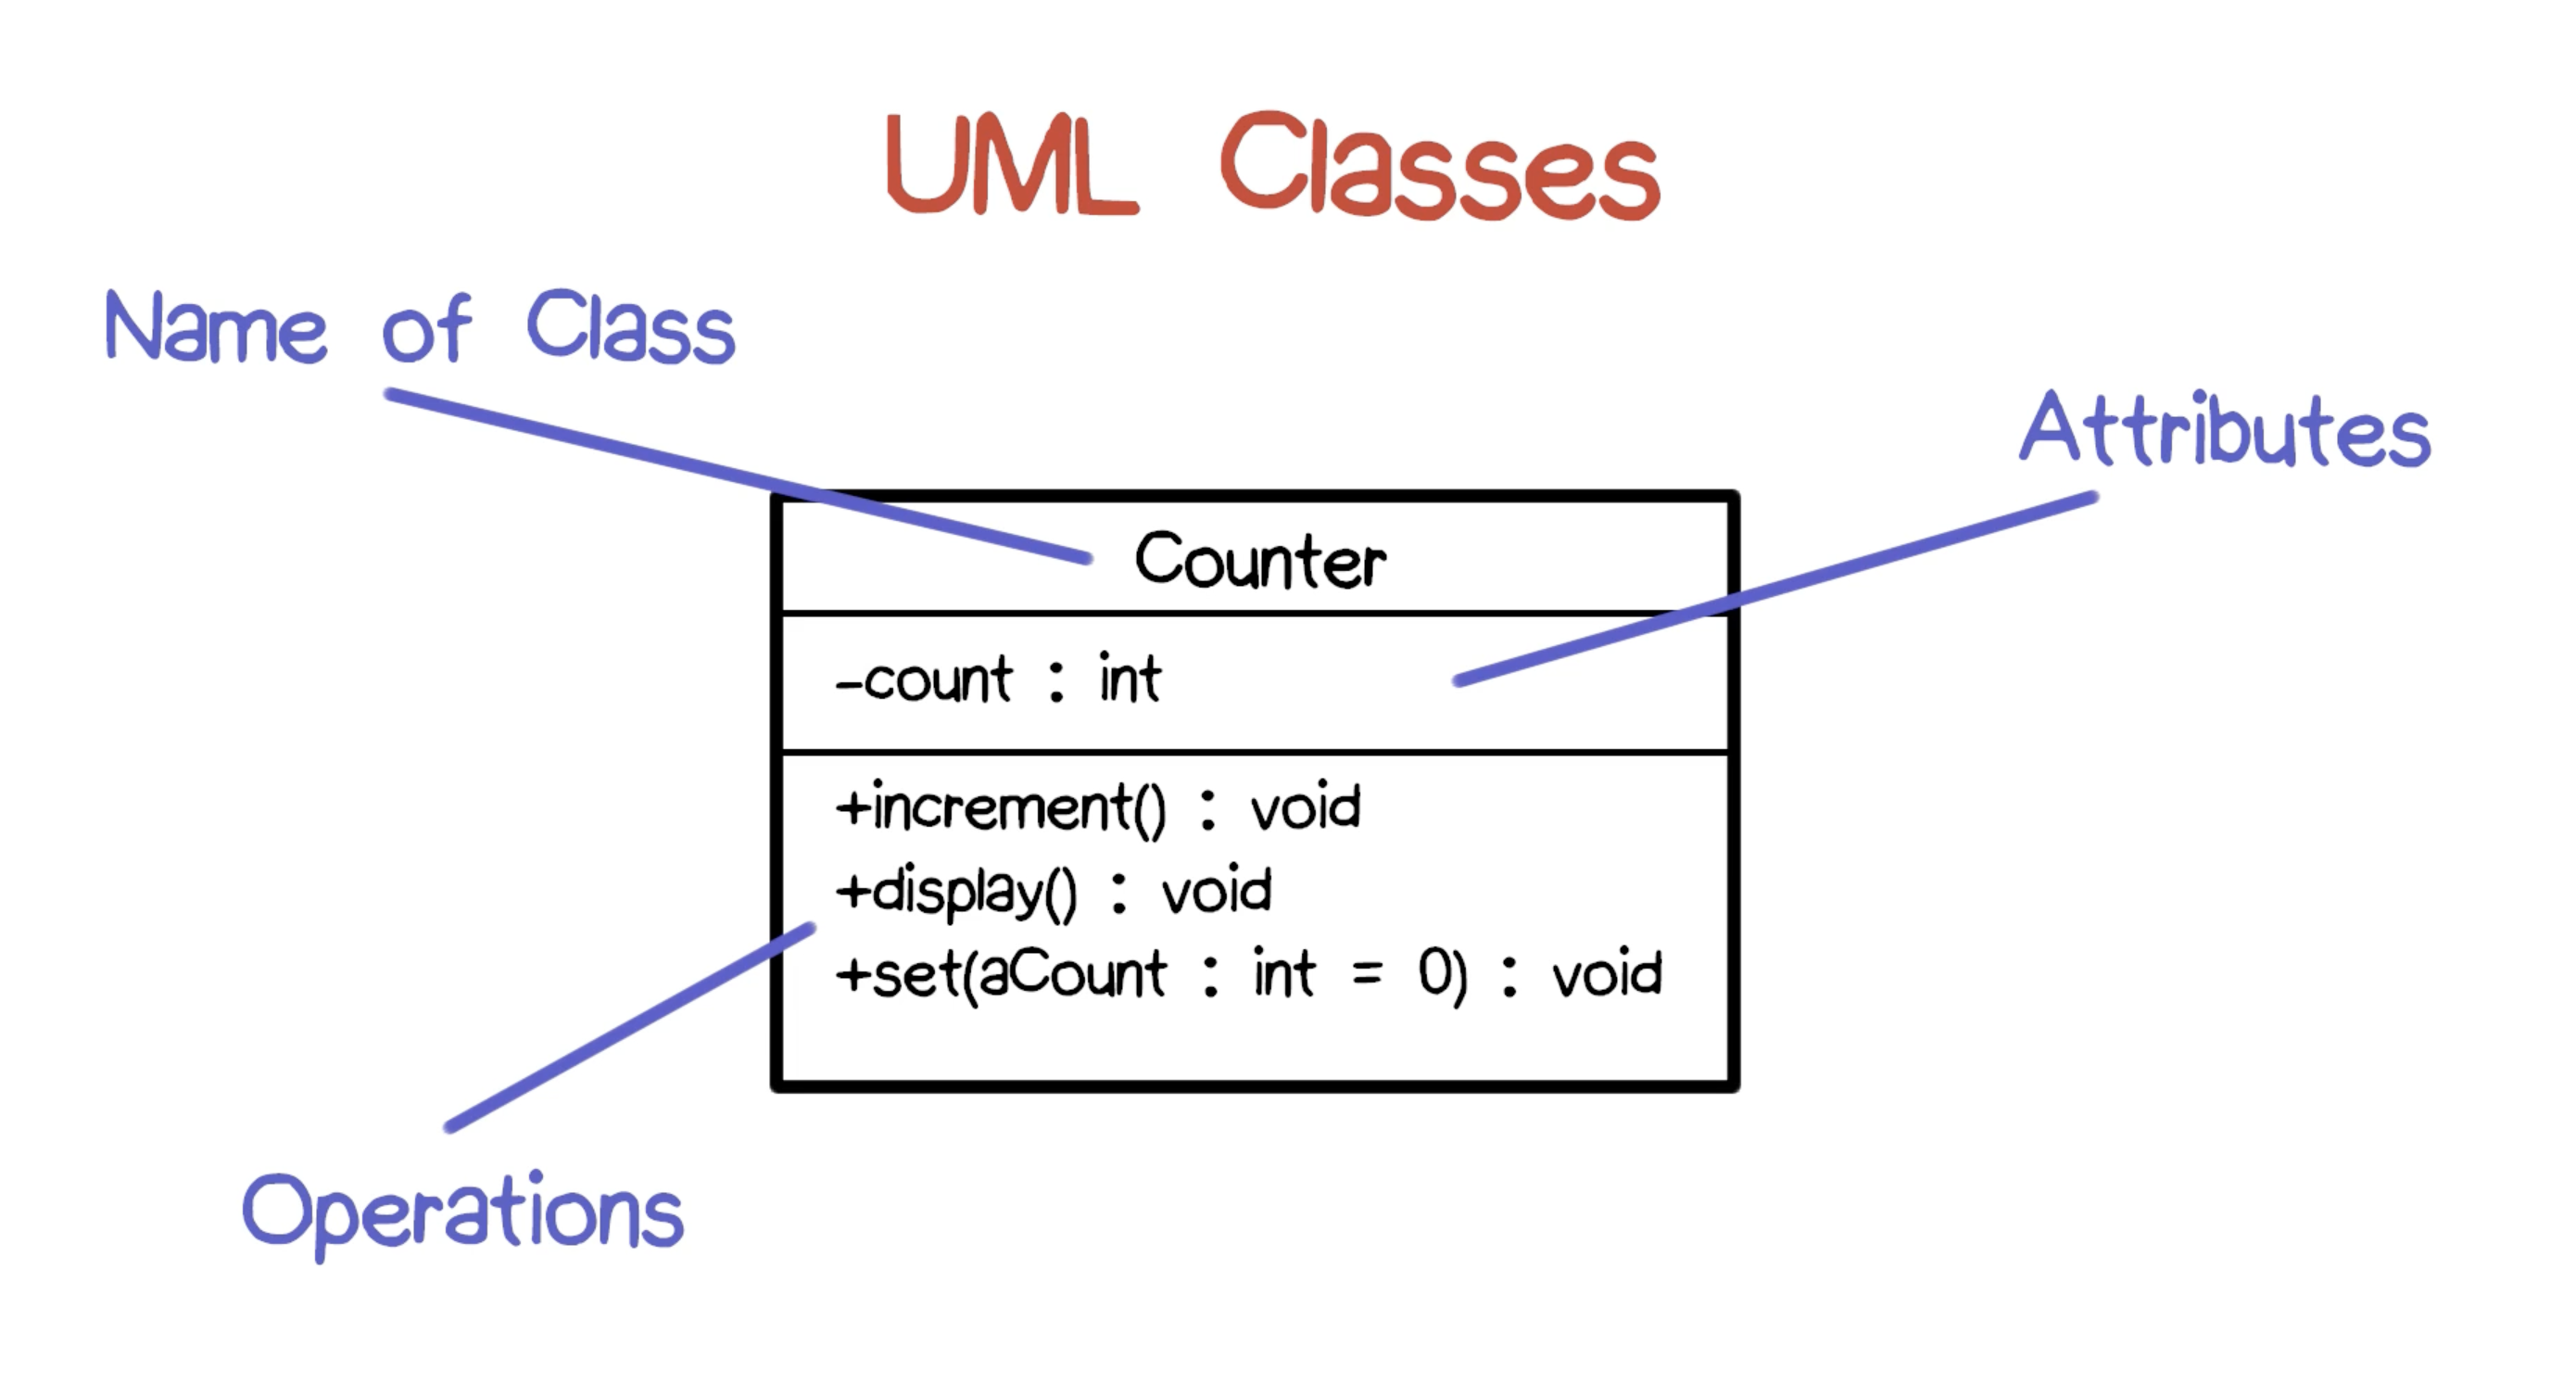 UML Classes
Name of Class
Attributes
Counter
-count : int
+increment() : void
+display() : void
+set(aCount : int = 0) : void
Operations